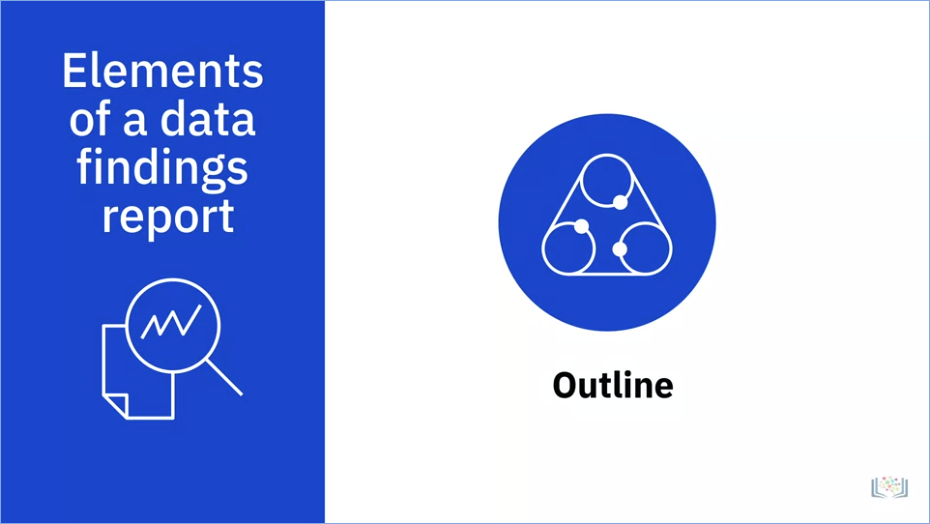 Elements
of a data
findings
report
Outline